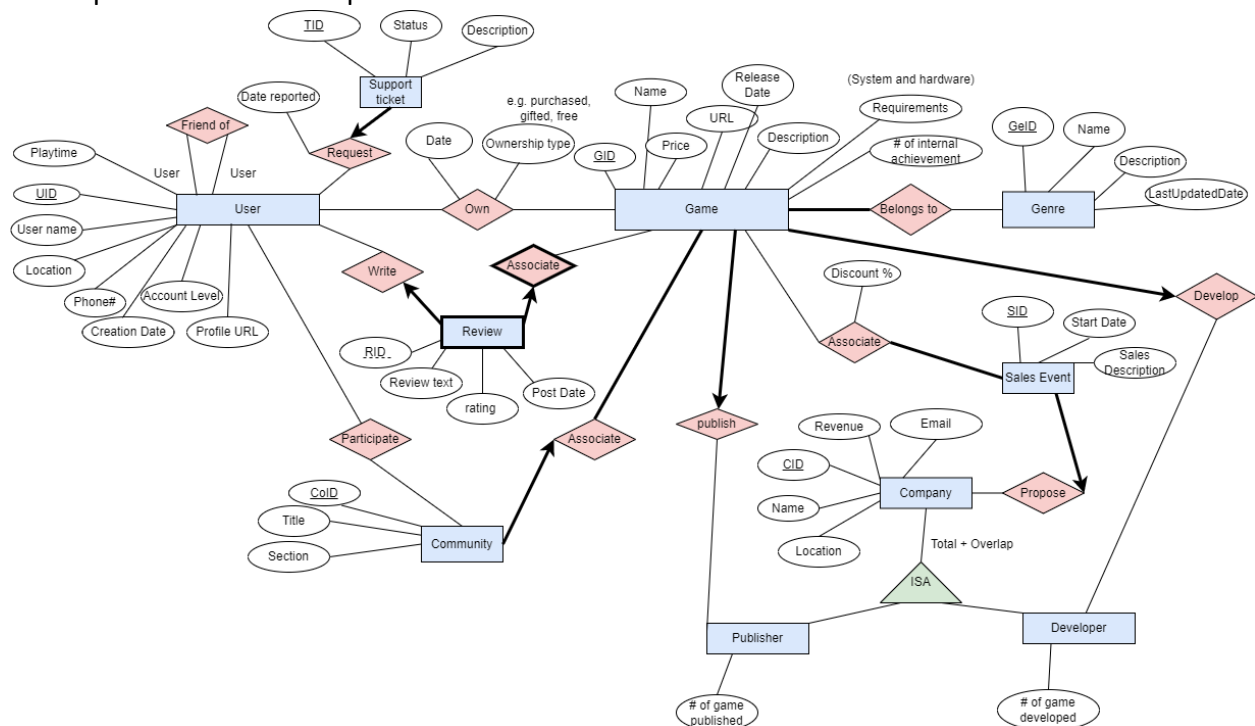 TID
Status
Description
Support
ticket
Date reported
Friend of
Request
Playtime
User
User
UID
User
User name
Location
Phone#
Account Level
Creation Date
Profile URL
Date
e.g. purchased,
gifted, free
Ownership type
Own
Name
Release
Date
URL
Price
GID
Description
(System and hardware)
Requirements
# of internal
achievement
Game
Belongs to
GeID
Name
Description
LastUpdatedDate
Genre
Write
Associate
Review
RID
Review text
rating
Post Date
Discount %
Associate
Develop
SID
Start Date
Sales
Description
Sales Event
Participate
Associate
publish
CoID
Title
Section
Community
Revenue
Email
CID
Name
Location
Company
Propose
Total + Overlap
ISA
Publisher
Developer
# of game
published
# of game
developed